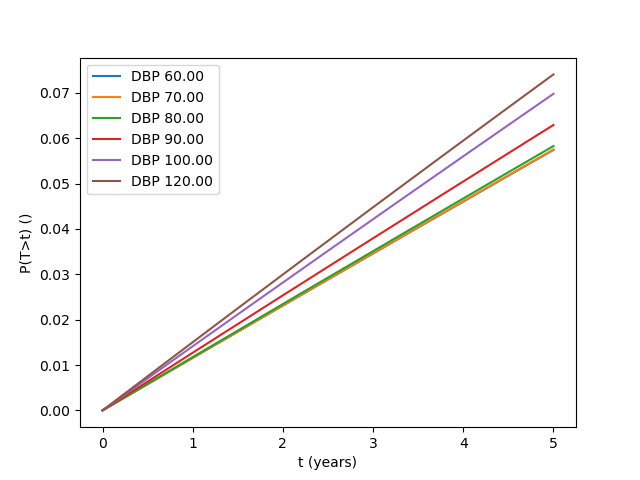 DBP 60.00
DBP 70.00
DBP 80.00
DBP 90.00
DBP 100.00
DBP 120.00
P(T>t) ()
0.07
0.06
0.05
0.04
0.03
0.02
0.01
0.00
0 1 2 3 4 5
t (years)